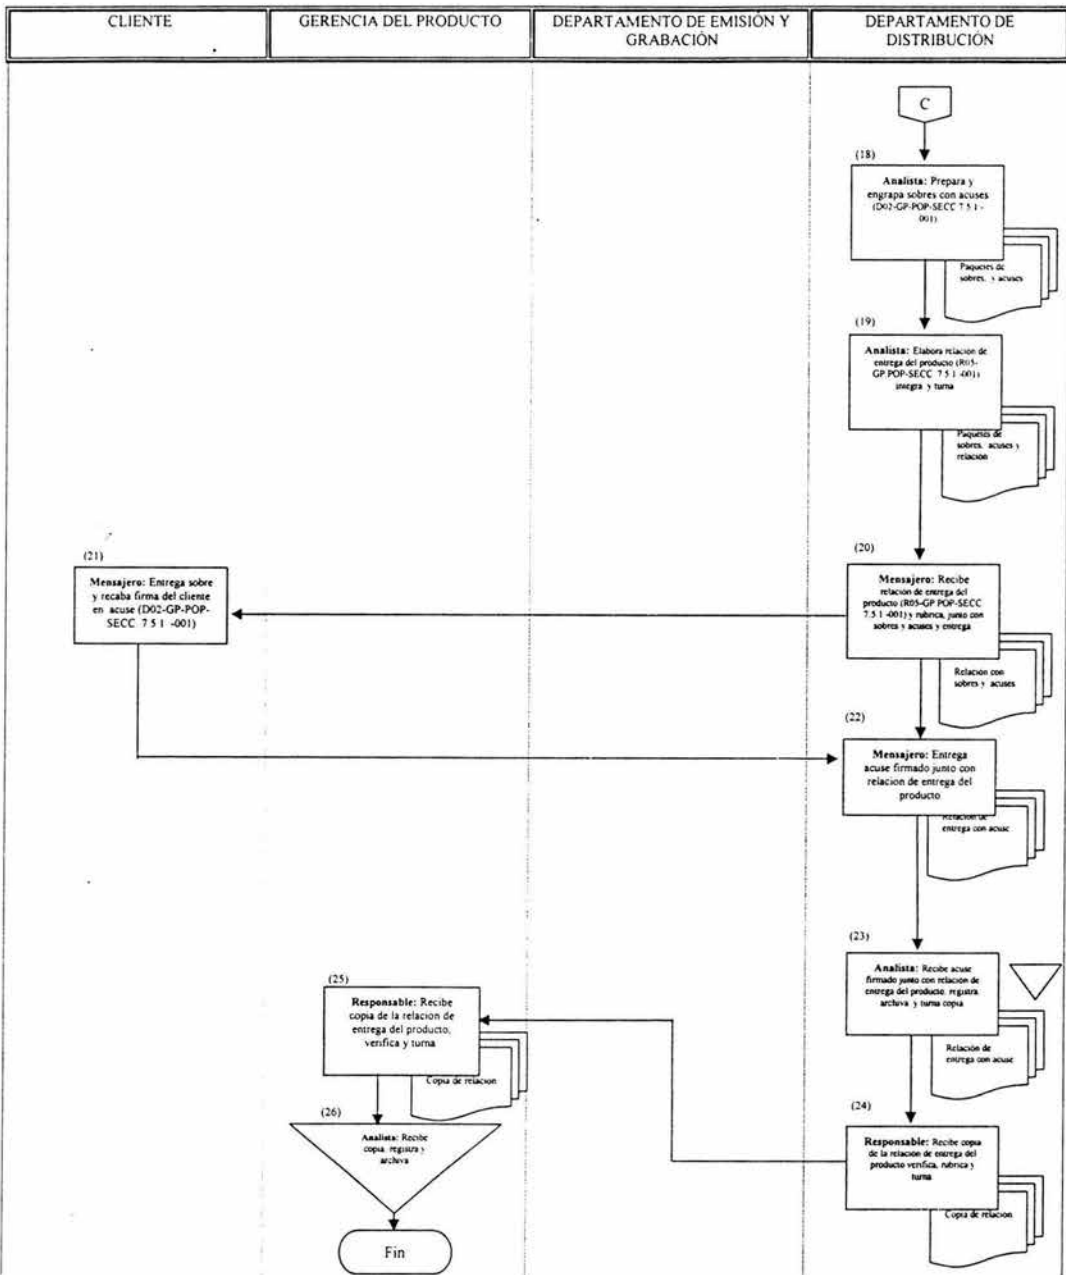 CLIENTE
GERENCIA DEL PRODUCTO
DEPARTAMENTO DE EMISIÓN Y
GRABACIÓN
DEPARTAMENTO DE
DISTRIBUCIÓN
C
(18)
Analista: Prepara y
engrapa sobres con acuses
(D02-GP-POP-SECC 7 5 1 -
001)
Paquetes de
sobres, y acuses
(19)
Analista: Elabora relación de
entrega del producto (R05-
GP POP-SECC 7 5 1 -001)
integra y turna
Paquetes de
sobres, acuses y
relación
(20)
Mensajero: Recibe
relación de entrega del
producto (R05-GP POP-SECC
7.5 1 -001) y rubrica, junto con
sobres y acuses y entrega
Relación con
sobres y acuses
(21)
Mensajero: Entrega sobre
y recaba firma del cliente
en acuse (D02-GP-POP-
SECC 7 5 1 -001)
(22)
Mensajero: Entrega
acuse firmado junto con
relacion de entrega del
producto
Relación de
entrega con acuse
(23)
Analista: Recibe acuse
firmado junto con relación de
entrega del producto, registra
archiva y turna copia
Relación de
entrega con acuse
(24)
Responsable: Recibe copia
de la relacion de entrega del
producto verifica, rubrica y
turna
Copia de relacion
(25)
Responsable: Recibe
copia de la relacion de
entrega del producto,
verifica y turna
Copia de relacion
(26)
Analista: Recibe
copia, registra y
archiva
Fin